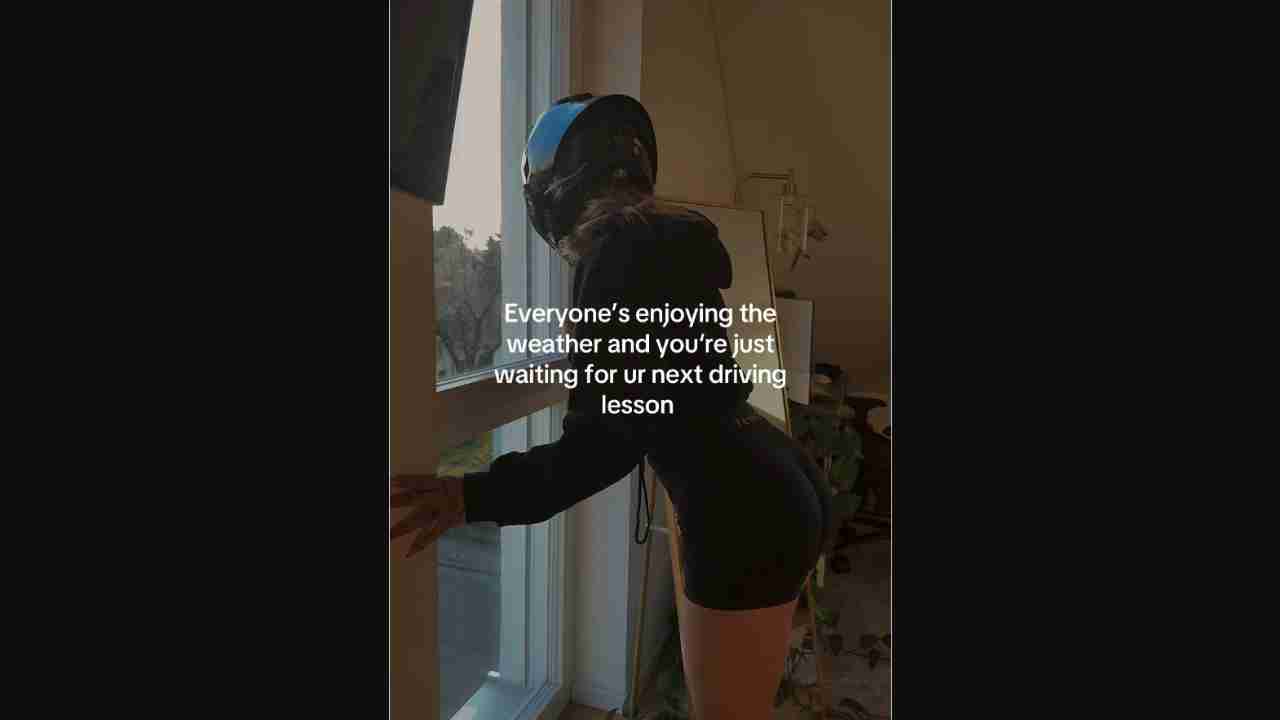 Everyone’s enjoying the
weather and you’re just
waiting for ur next driving
lesson